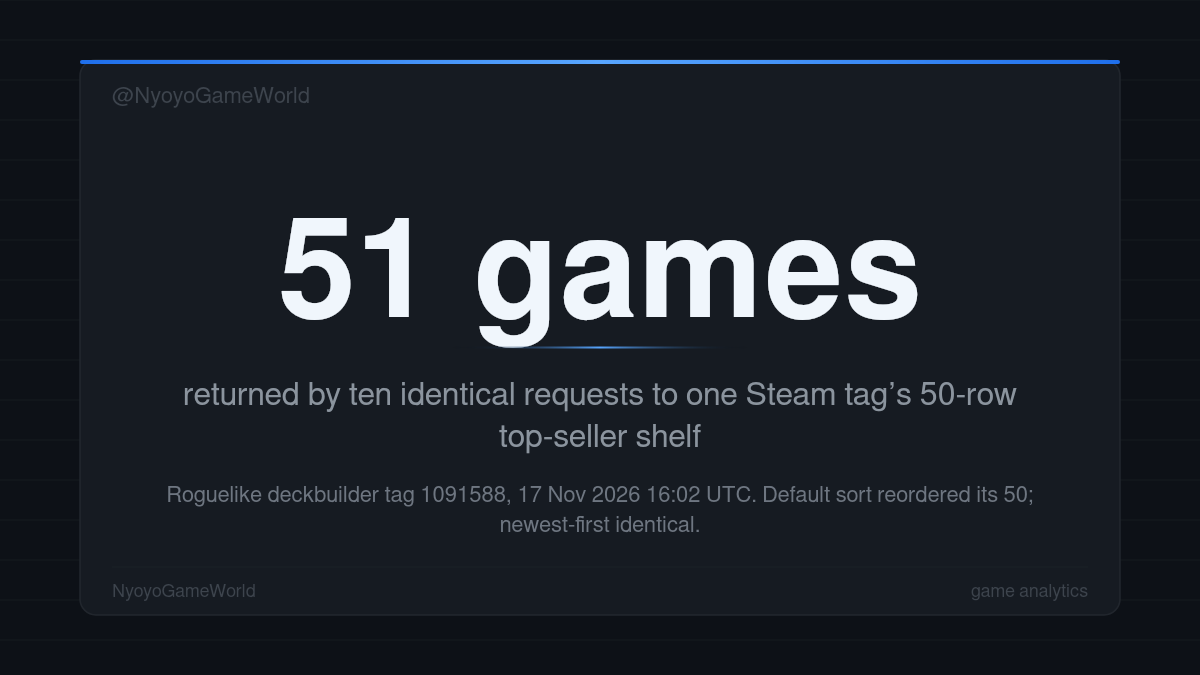 @NyoyoGameWorld
51 games
returned by ten identical requests to one Steam tag’s 50-row
top-seller shelf
Roguelike deckbuilder tag 1091588, 17 Nov 2026 16:02 UTC. Default sort reordered its 50;
newest-first identical.
NyoyoGameWorld
game analytics